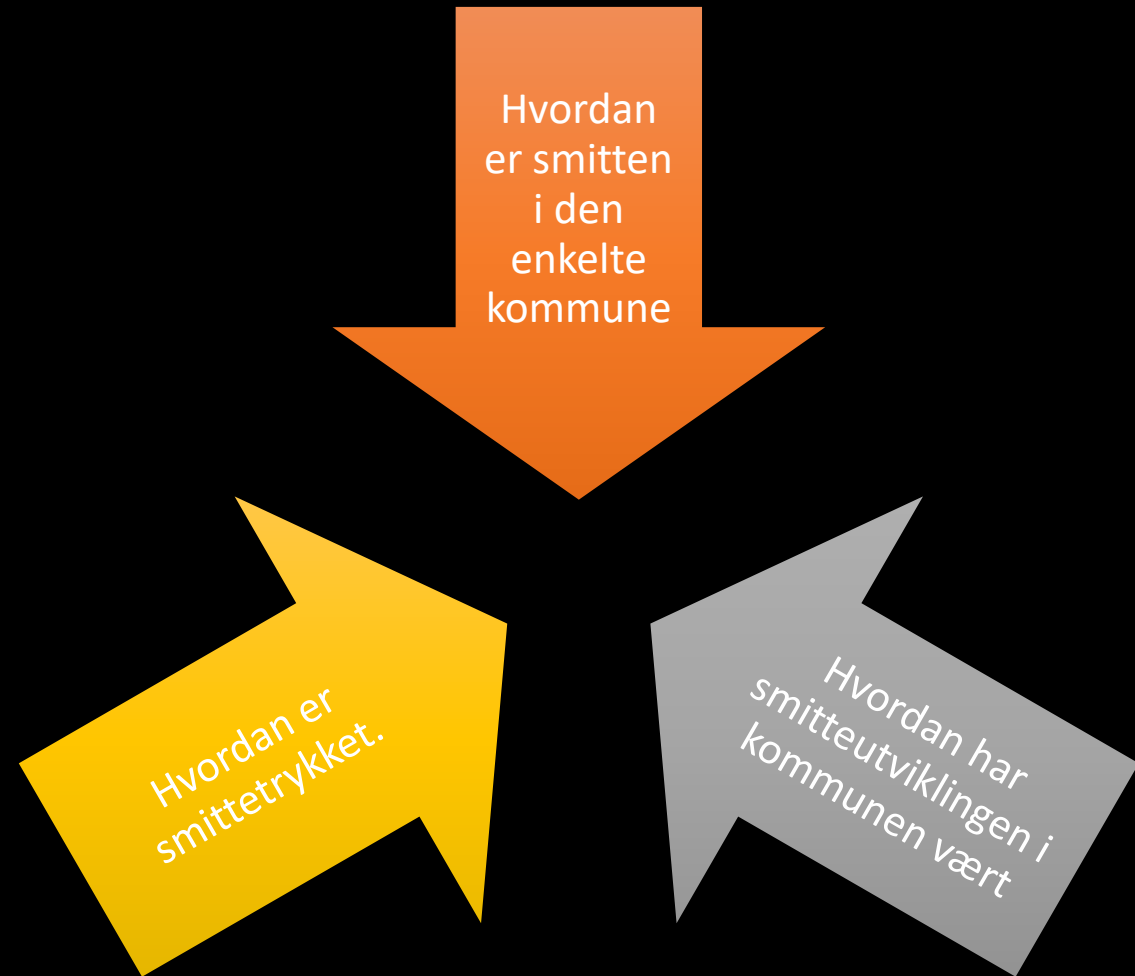 Hvordan
er smitten
i den
enkelte
kommune
Hvordan er
smittetrykket.
Hvordan har
smitteutviklingen i
kommunen vært